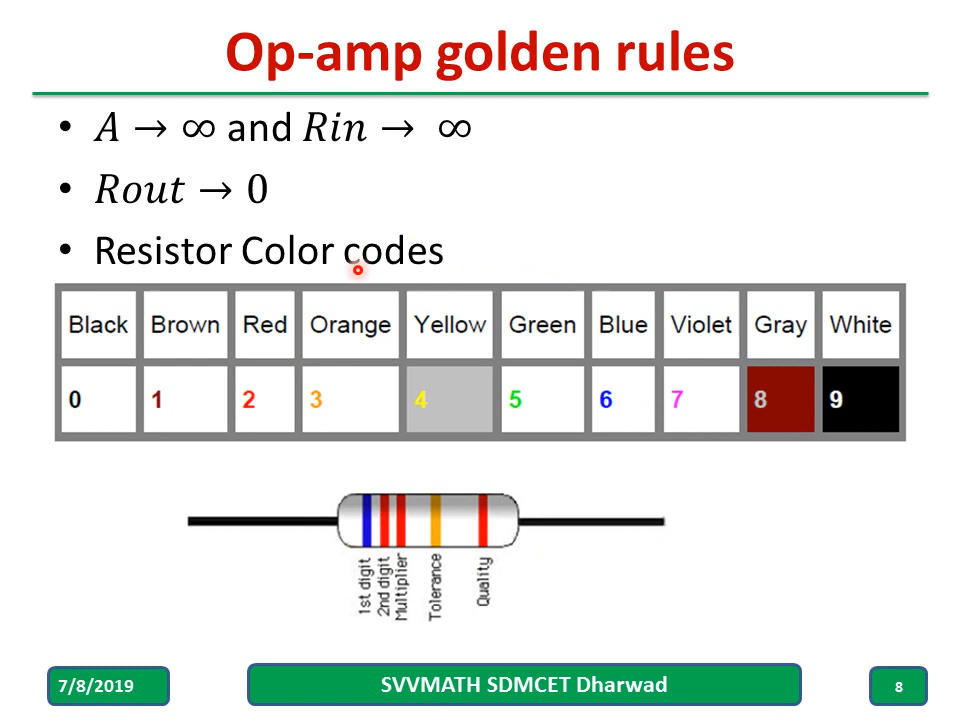 Op-amp golden rules
• 𝐴 → ∞ and 𝑅𝑖𝑛 → ∞
• 𝑅𝑜𝑢𝑡 → 0
• Resistor Color codes
Black Brown Red Orange Yellow Green Blue Violet Gray White
0 1 2 3 4 5 6 7 8 9
1st digit
2nd digit
Multiplier
Tolerance
Quality
7/8/2019
SVVMATH SDMCET Dharwad
8